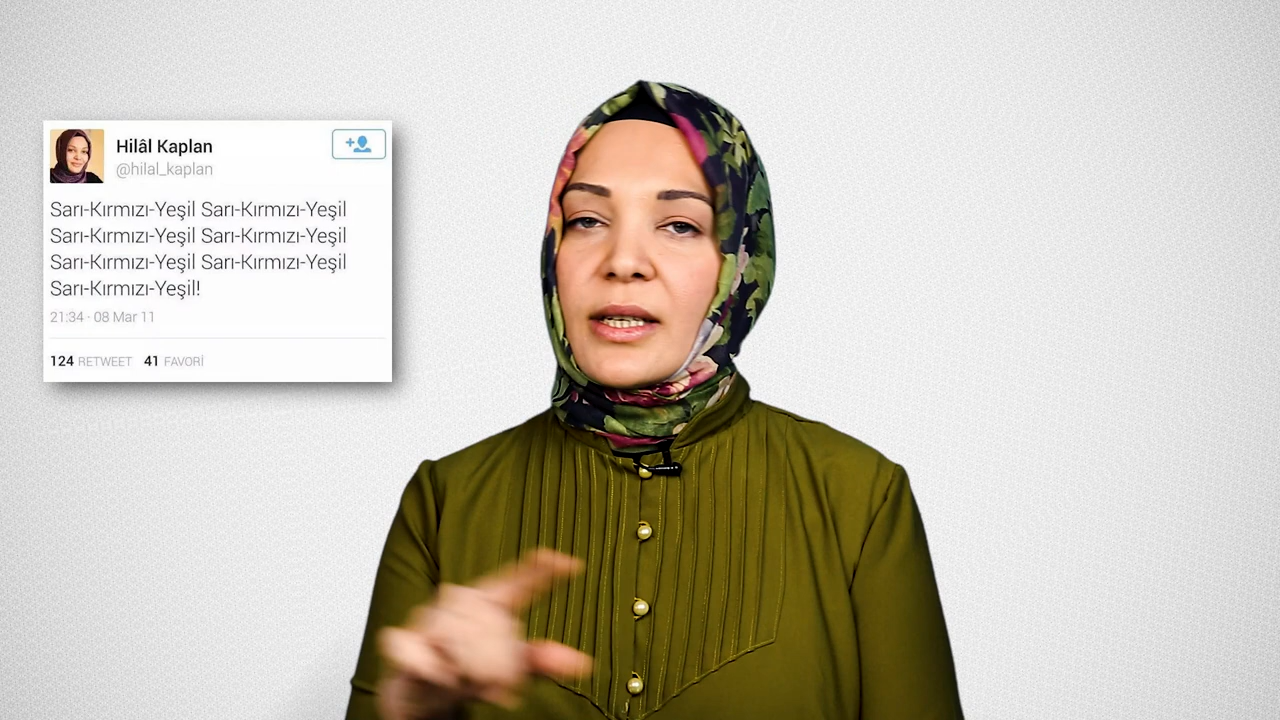 Hilâl Kaplan
@hilal_kaplan
Sarı-Kırmızı-Yeşil Sarı-Kırmızı-Yeşil
Sarı-Kırmızı-Yeşil Sarı-Kırmızı-Yeşil
Sarı-Kırmızı-Yeşil Sarı-Kırmızı-Yeşil
Sarı-Kırmızı-Yeşil!
21:34 · 08 Mar 11
124 RETWEET 41 FAVORİ